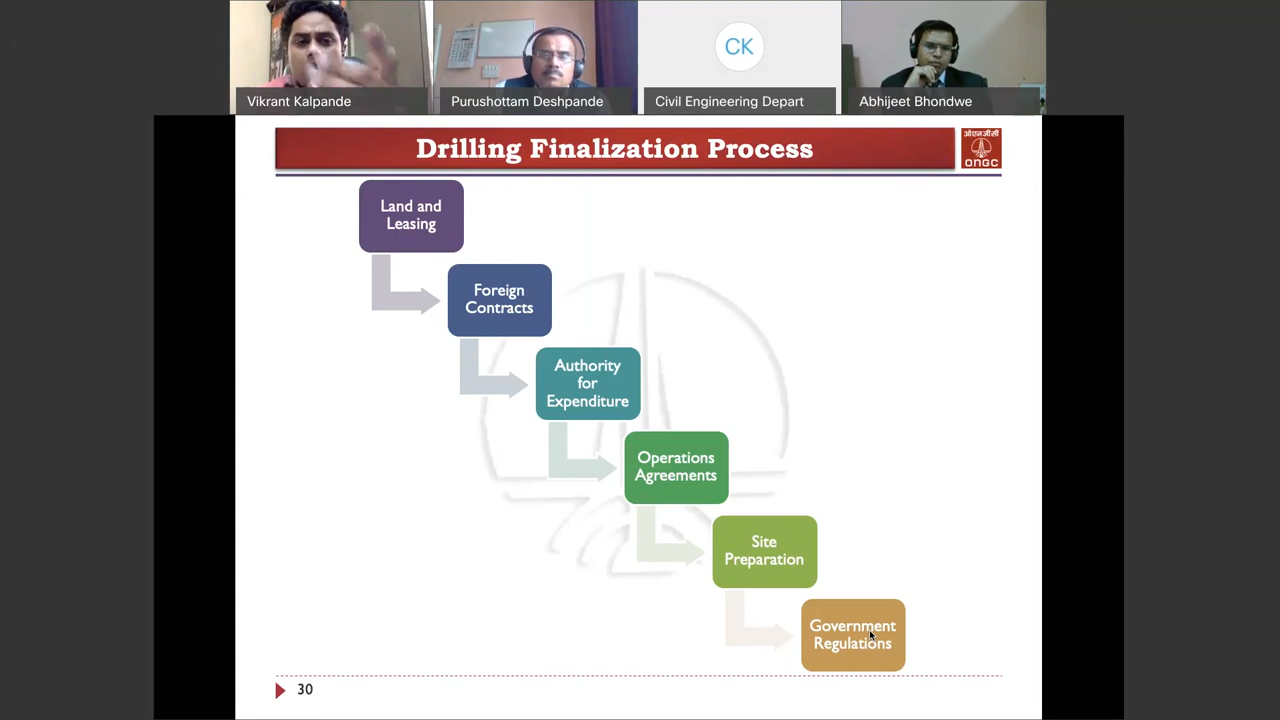 CK
Vikrant Kalpande
Purushottam Deshpande
Civil Engineering Depart
Abhijeet Bhondwe
Drilling Finalization Process
ओएनजीसी
ONGC
Land and
Leasing
Foreign
Contracts
Authority
for
Expenditure
Operations
Agreements
Site
Preparation
Government
Regulations
30